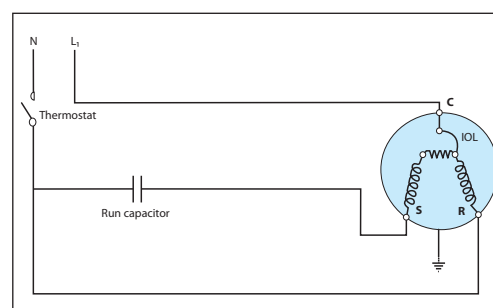 N L₁
C
Thermostat
IOL
S R
Run capacitor